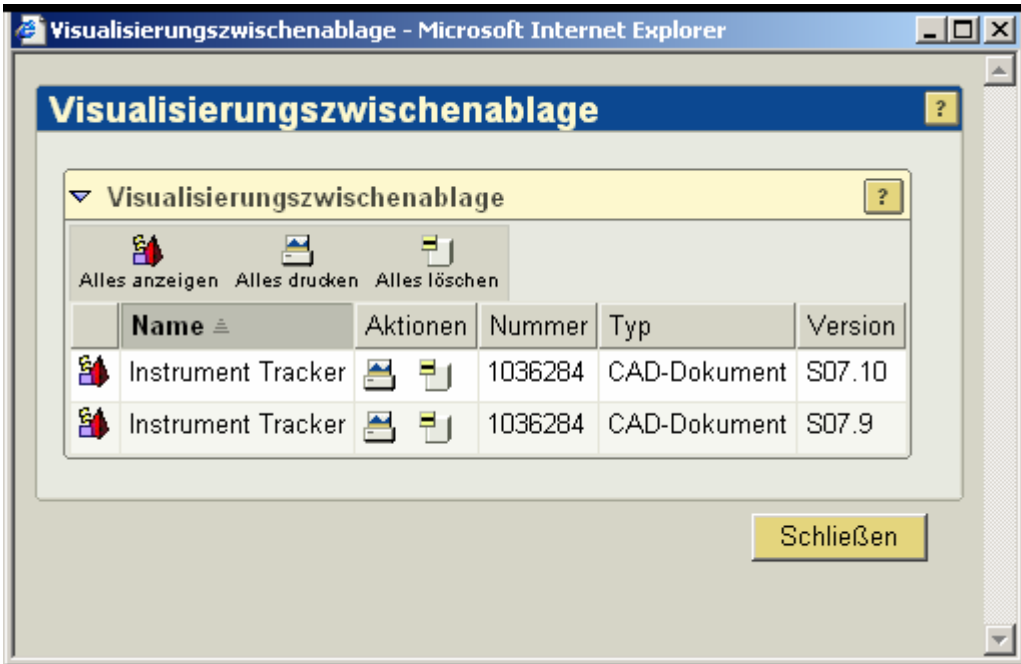 Visualisierungszwischenablage - Microsoft Internet Explorer
Visualisierungszwischenablage ?
Visualisierungszwischenablage ?
Alles anzeigen Alles drucken Alles löschen
Name Aktionen Nummer Typ Version
Instrument Tracker 1036284 CAD-Dokument S07.10
Instrument Tracker 1036284 CAD-Dokument S07.9
Schließen